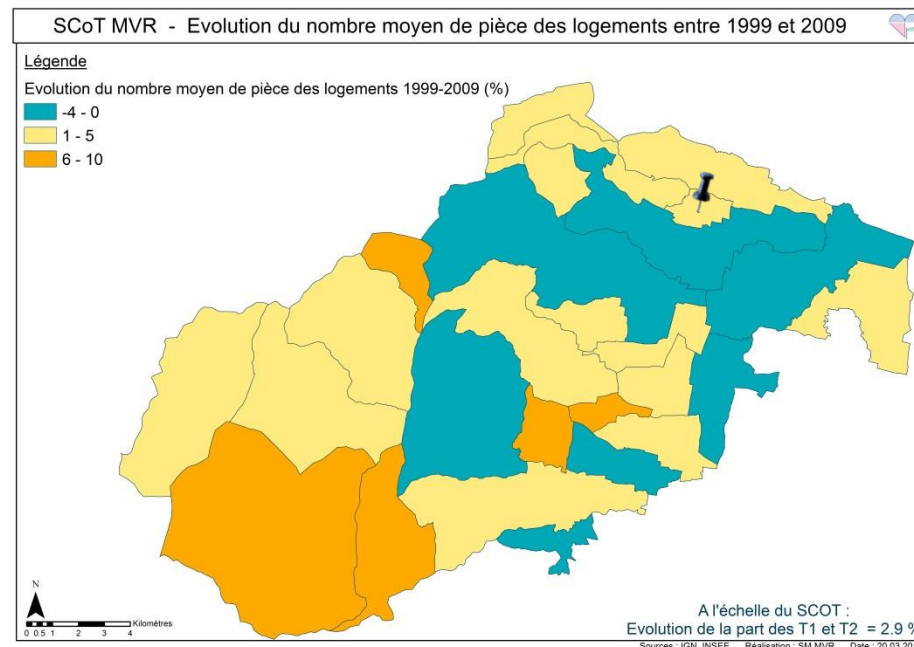 SCoT MVR - Evolution du nombre moyen de pièce des logements entre 1999 et 2009
Légende
Evolution du nombre moyen de pièce des logements 1999-2009 (%)
-4 - 0
1 - 5
6 - 10
N
0 0.5 1 2 3 4 Kilomètres
A l'échelle du SCOT :
Evolution de la part des T1 et T2 = 2.9 %
Sources : IGN, INSEE Réalisation : SM MVR Date : 20.03.20